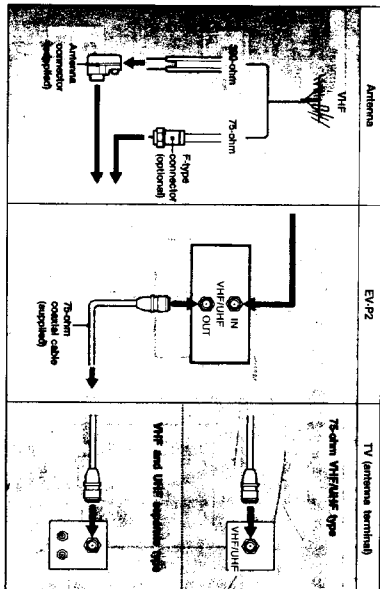 Antenna
VHF
300-ohm
75-ohm
Antenna
connector
F-type
connector
(optional)
EV-P2
IN
VHF/UHF
OUT
75-ohm
coaxial cable
(supplied)
TV (antenna terminal)
75-ohm VHF/UHF type
VHF/UHF
VHF and UHF separate type